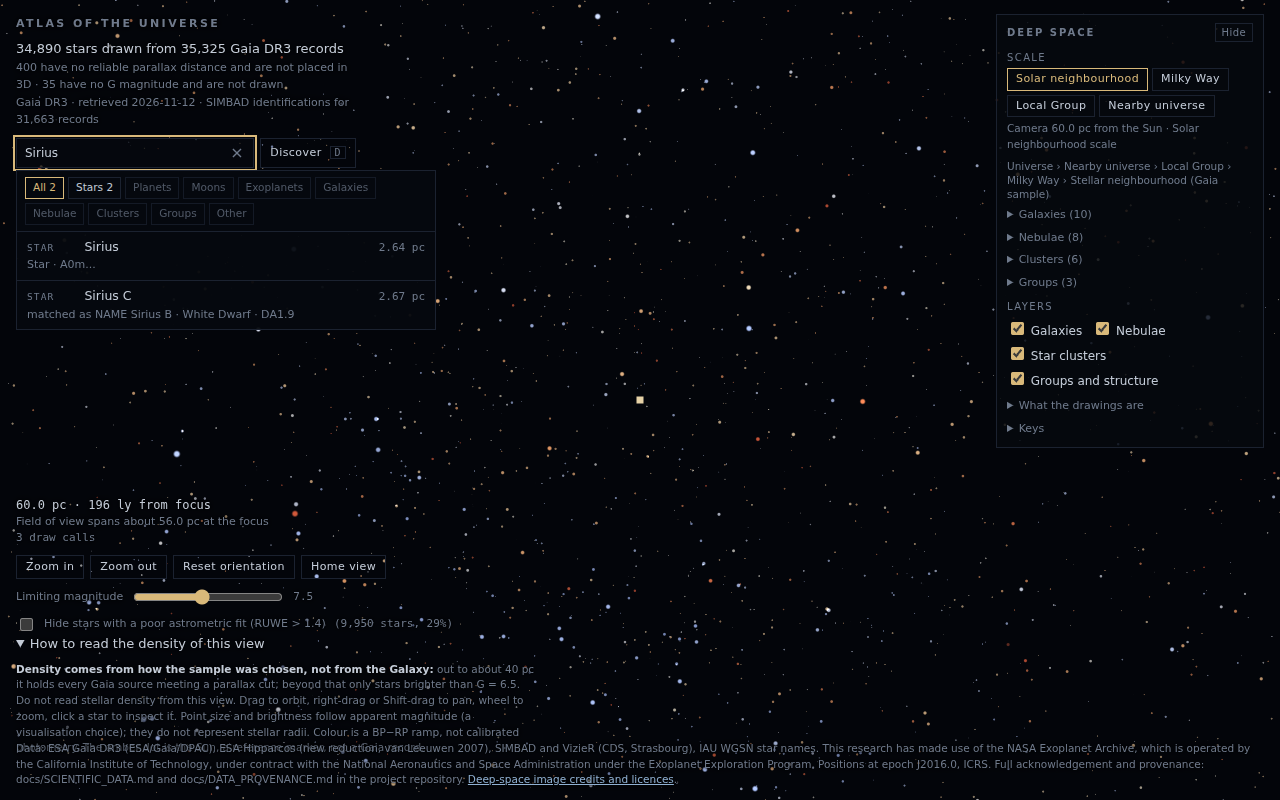 ATLAS OF THE UNIVERSE
34,890 stars drawn from 35,325 Gaia DR3 records
400 have no reliable parallax distance and are not placed in
3D · 35 have no G magnitude and are not drawn
Gaia DR3 · retrieved 2026-11-12 · SIMBAD identifications for
31,663 records
Sirius ×
Discover D
All 2 Stars 2 Planets Moons Exoplanets Galaxies
Nebulae Clusters Groups Other
STAR Sirius 2.64 pc
Star · A0m...
STAR Sirius C 2.67 pc
matched as NAME Sirius B · White Dwarf · DA1.9
60.0 pc · 196 ly from focus
Field of view spans about 56.0 pc at the focus
3 draw calls
Zoom in Zoom out Reset orientation Home view
Limiting magnitude 7.5
Hide stars with a poor astrometric fit (RUWE > 1.4) (9,950 stars, 29%)
▼ How to read the density of this view
Density comes from how the sample was chosen, not from the Galaxy: out to about 40 pc
it holds every Gaia source meeting a parallax cut; beyond that only stars brighter than G = 6.5.
Do not read stellar density from this view. Drag to orbit, right-drag or Shift-drag to pan, wheel to
zoom, click a star to inspect it. Point size and brightness follow apparent magnitude (a
visualisation choice); they do not represent stellar radii. Colour is a BP−RP ramp, not calibrated
Data: ESA Gaia DR3 (ESA/Gaia/DPAC), ESA Hipparcos (new reduction, van Leeuwen 2007), SIMBAD and VizieR (CDS, Strasbourg), IAU WGSN star names. This research has made use of the NASA Exoplanet Archive, which is operated by
the California Institute of Technology, under contract with the National Aeronautics and Space Administration under the Exoplanet Exploration Program. Positions at epoch J2016.0, ICRS. Full acknowledgement and provenance:
docs/SCIENTIFIC_DATA.md and docs/DATA_PROVENANCE.md in the project repository. Deep-space image credits and licences.
DEEP SPACE Hide
SCALE
Solar neighbourhood Milky Way
Local Group Nearby universe
Camera 60.0 pc from the Sun · Solar
neighbourhood scale
Universe › Nearby universe › Local Group ›
Milky Way › Stellar neighbourhood (Gaia
sample)
▶ Galaxies (10)
▶ Nebulae (8)
▶ Clusters (6)
▶ Groups (3)
LAYERS
Galaxies Nebulae
Star clusters
Groups and structure
▶ What the drawings are
▶ Keys